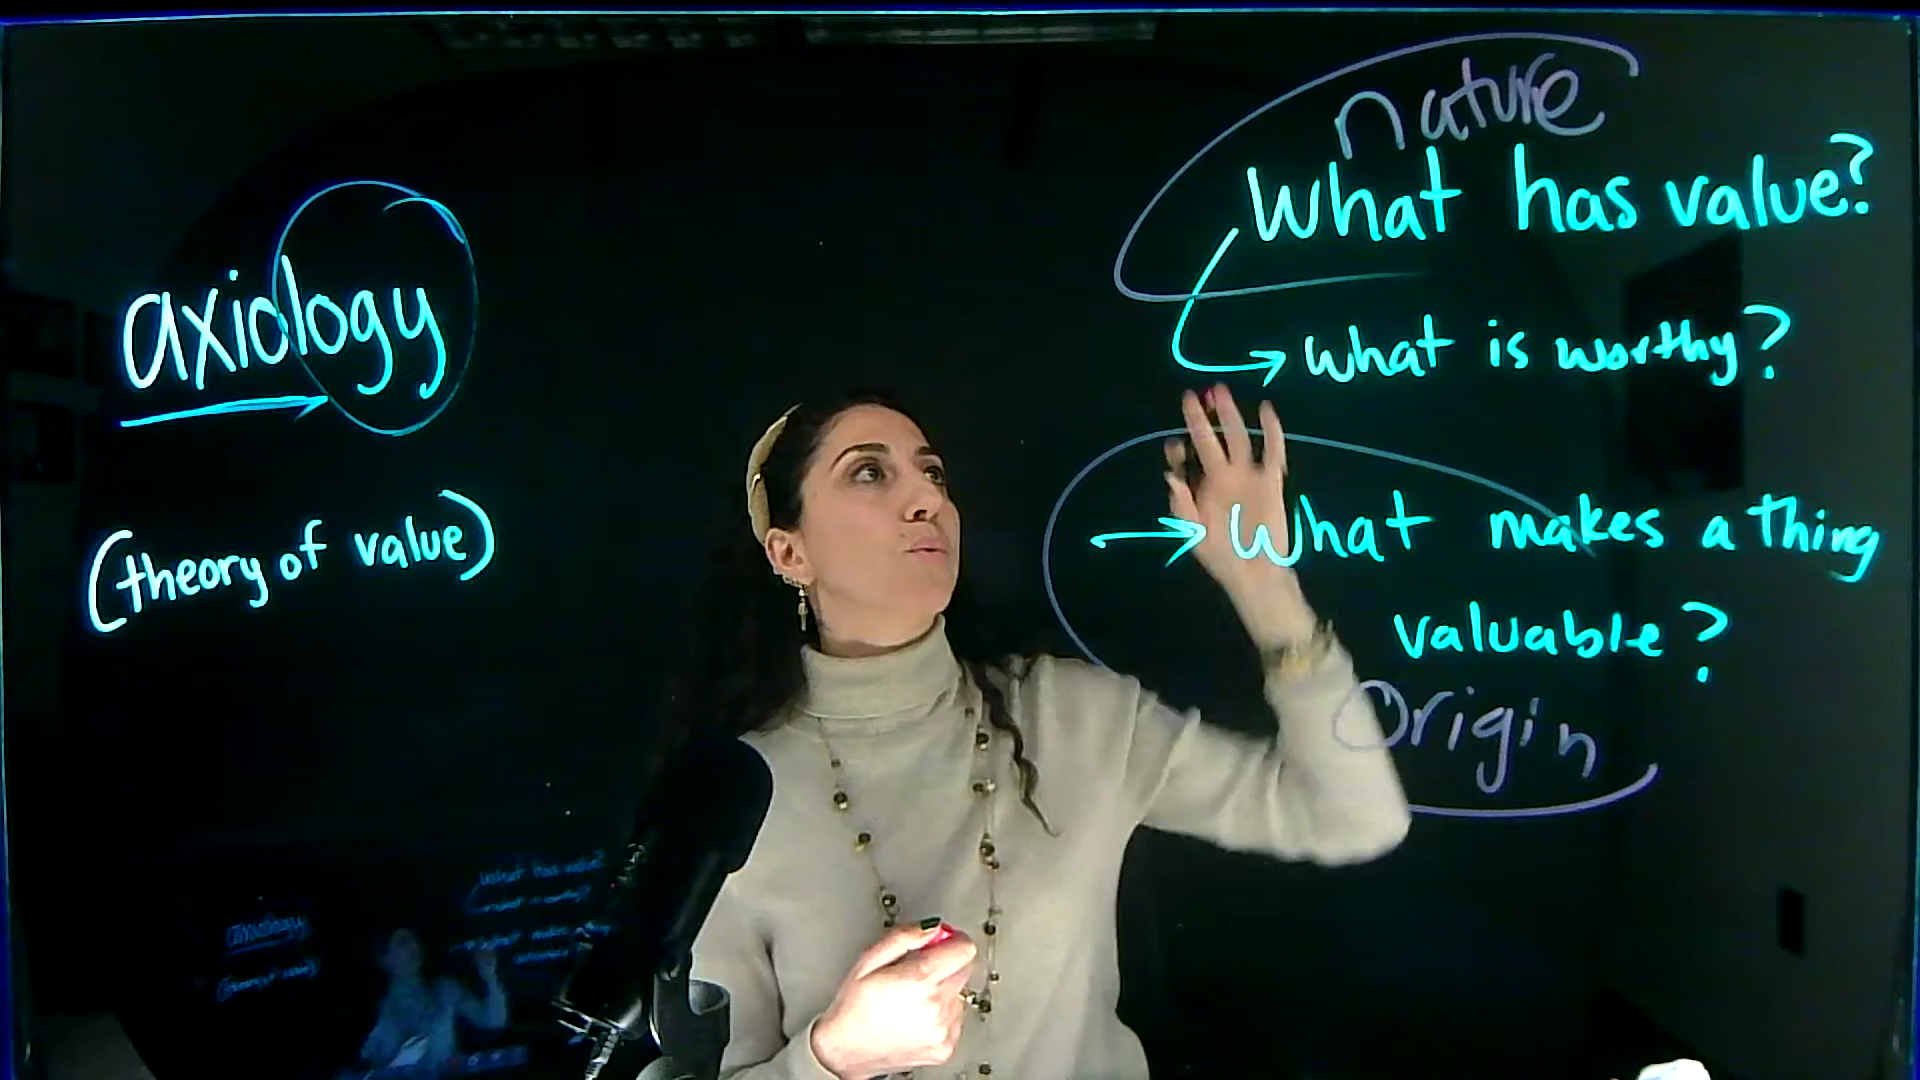 axiology
(theory of value)
nature
What has value?
What is worthy?
What makes a thing
valuable?
Origin